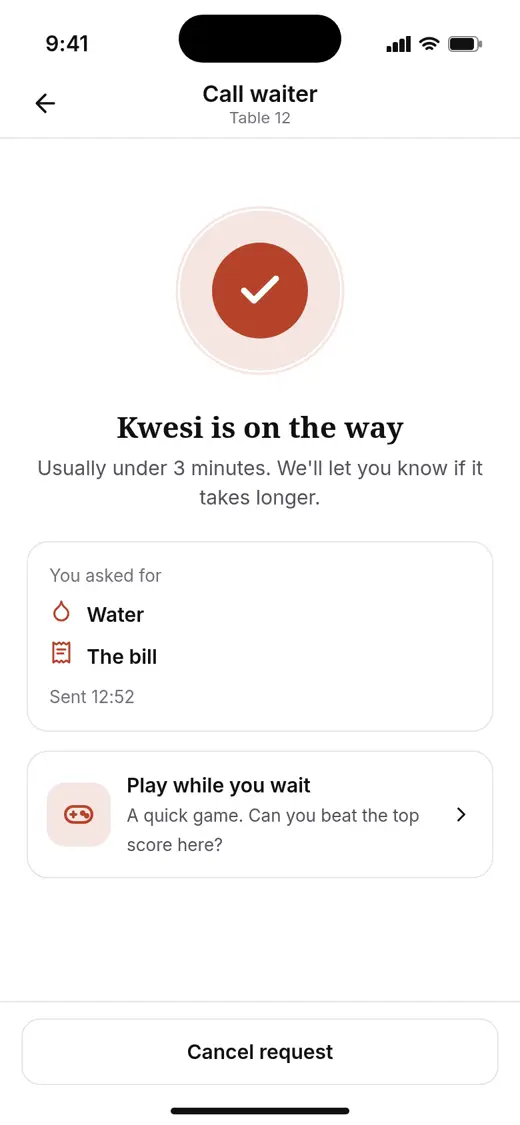 9:41
Call waiter
Table 12
Kwesi is on the way
Usually under 3 minutes. We'll let you know if it
takes longer.
You asked for
Water
The bill
Sent 12:52
Play while you wait
A quick game. Can you beat the top
score here?
Cancel request